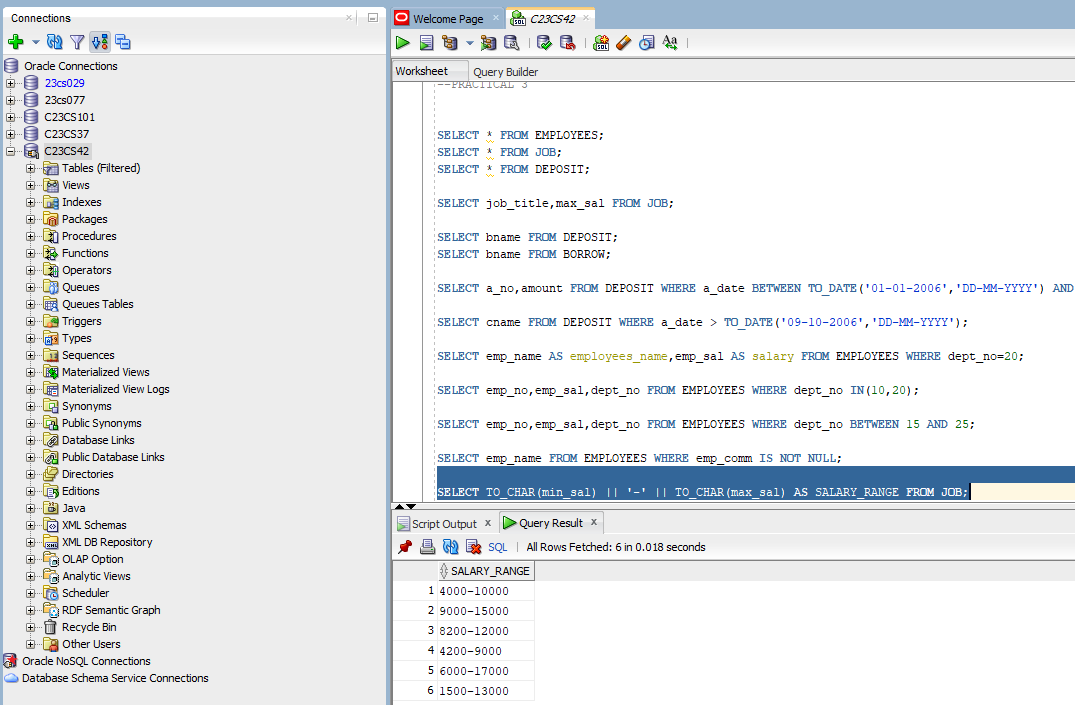 Connections
Oracle Connections
23cs029
23cs077
C23CS101
C23CS37
C23CS42
Tables (Filtered)
Views
Indexes
Packages
Procedures
Functions
Operators
Queues
Queues Tables
Triggers
Types
Sequences
Materialized Views
Materialized View Logs
Synonyms
Public Synonyms
Database Links
Public Database Links
Directories
Editions
Java
XML Schemas
XML DB Repository
OLAP Option
Analytic Views
Scheduler
RDF Semantic Graph
Recycle Bin
Other Users
Oracle NoSQL Connections
Database Schema Service Connections
Welcome Page
C23CS42
Worksheet Query Builder
--PRACTICAL 3
SELECT * FROM EMPLOYEES;
SELECT * FROM JOB;
SELECT * FROM DEPOSIT;
SELECT job_title,max_sal FROM JOB;
SELECT bname FROM DEPOSIT;
SELECT bname FROM BORROW;
SELECT a_no,amount FROM DEPOSIT WHERE a_date BETWEEN TO_DATE('01-01-2006','DD-MM-YYYY') AND
SELECT cname FROM DEPOSIT WHERE a_date > TO_DATE('09-10-2006','DD-MM-YYYY');
SELECT emp_name AS employees_name,emp_sal AS salary FROM EMPLOYEES WHERE dept_no=20;
SELECT emp_no,emp_sal,dept_no FROM EMPLOYEES WHERE dept_no IN(10,20);
SELECT emp_no,emp_sal,dept_no FROM EMPLOYEES WHERE dept_no BETWEEN 15 AND 25;
SELECT emp_name FROM EMPLOYEES WHERE emp_comm IS NOT NULL;
SELECT TO_CHAR(min_sal) || '-' || TO_CHAR(max_sal) AS SALARY_RANGE FROM JOB;
Script Output Query Result
SQL All Rows Fetched: 6 in 0.018 seconds
SALARY_RANGE
1 4000-10000
2 9000-15000
3 8200-12000
4 4200-9000
5 6000-17000
6 1500-13000